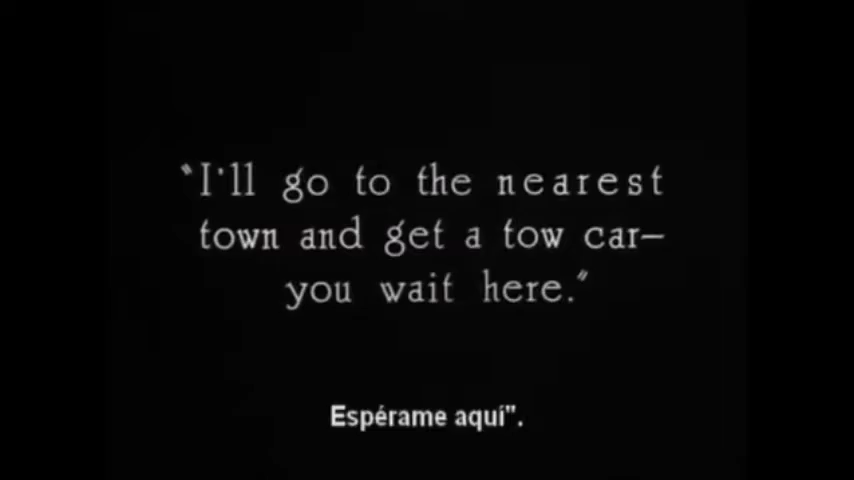 "I'll go to the nearest
town and get a tow car—
you wait here."
Espérame aquí".